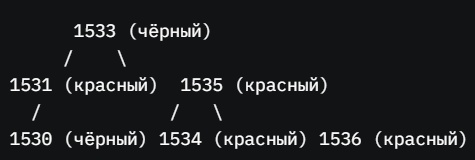 1533 (чёрный)
/ \
1531 (красный) 1535 (красный)
/ / \
1530 (чёрный) 1534 (красный) 1536 (красный)